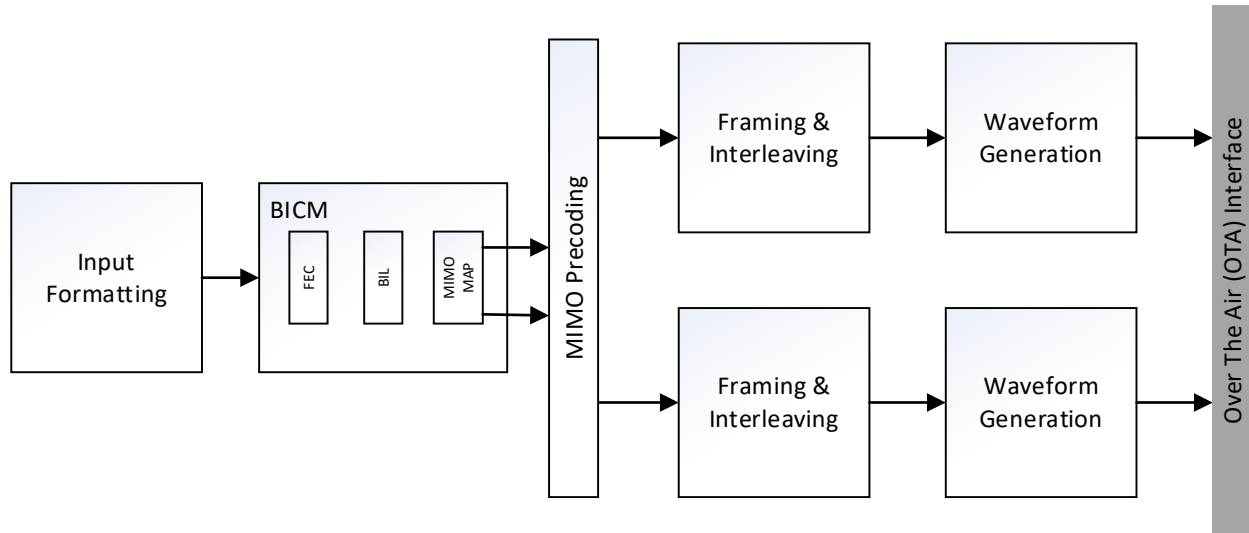 Input
Formatting
BICM
FEC
BIL
MIMO
MAP
MIMO Precoding
Framing &
Interleaving
Waveform
Generation
Framing &
Interleaving
Waveform
Generation
Over The Air (OTA) Interface